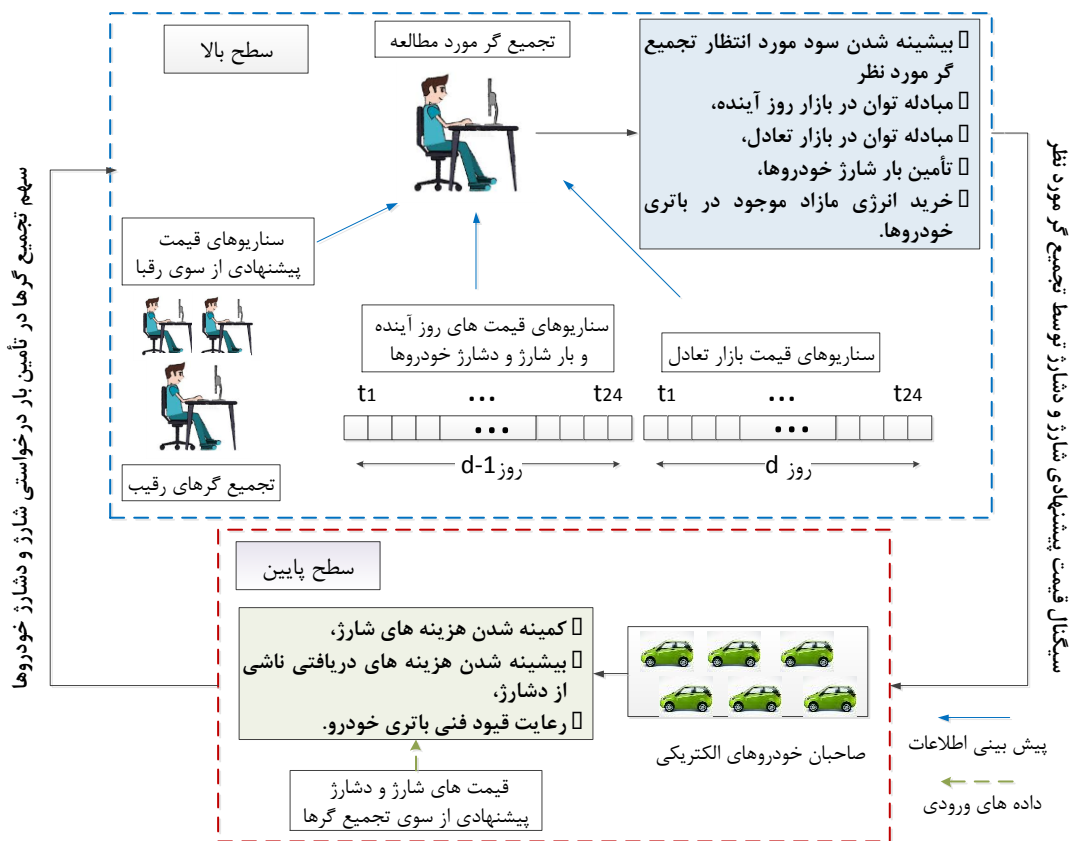 سطح بالا
تجمیع گر مورد مطالعه
▯ بیشینه شدن سود مورد انتظار تجمیع
گر مورد نظر
▯ مبادله توان در بازار روز آینده،
▯ مبادله توان در بازار تعادل،
▯ تأمین بار شارژ خودروها،
▯ خرید انرژی مازاد موجود در باتری
خودروها.
سیگنال قیمت پیشنهادی شارژ و دشارژ توسط تجمیع گر مورد نظر
سهم تجمیع گرها در تأمین بار درخواستی شارژ و دشارژ خودروها
سناریوهای قیمت
پیشنهادی از سوی رقبا
تجمیع گرهای رقیب
سناریوهای قیمت های روز آینده
و بار شارژ و دشارژ خودروها
t1 ... t24
...
روز d-1
سناریوهای قیمت بازار تعادل
t1 ... t24
...
روز d
سطح پایین
▯ کمینه شدن هزینه های شارژ،
▯ بیشینه شدن هزینه های دریافتی ناشی
از دشارژ،
▯ رعایت قیود فنی باتری خودرو.
صاحبان خودروهای الکتریکی
قیمت های شارژ و دشارژ
پیشنهادی از سوی تجمیع گرها
پیش بینی اطلاعات
داده های ورودی